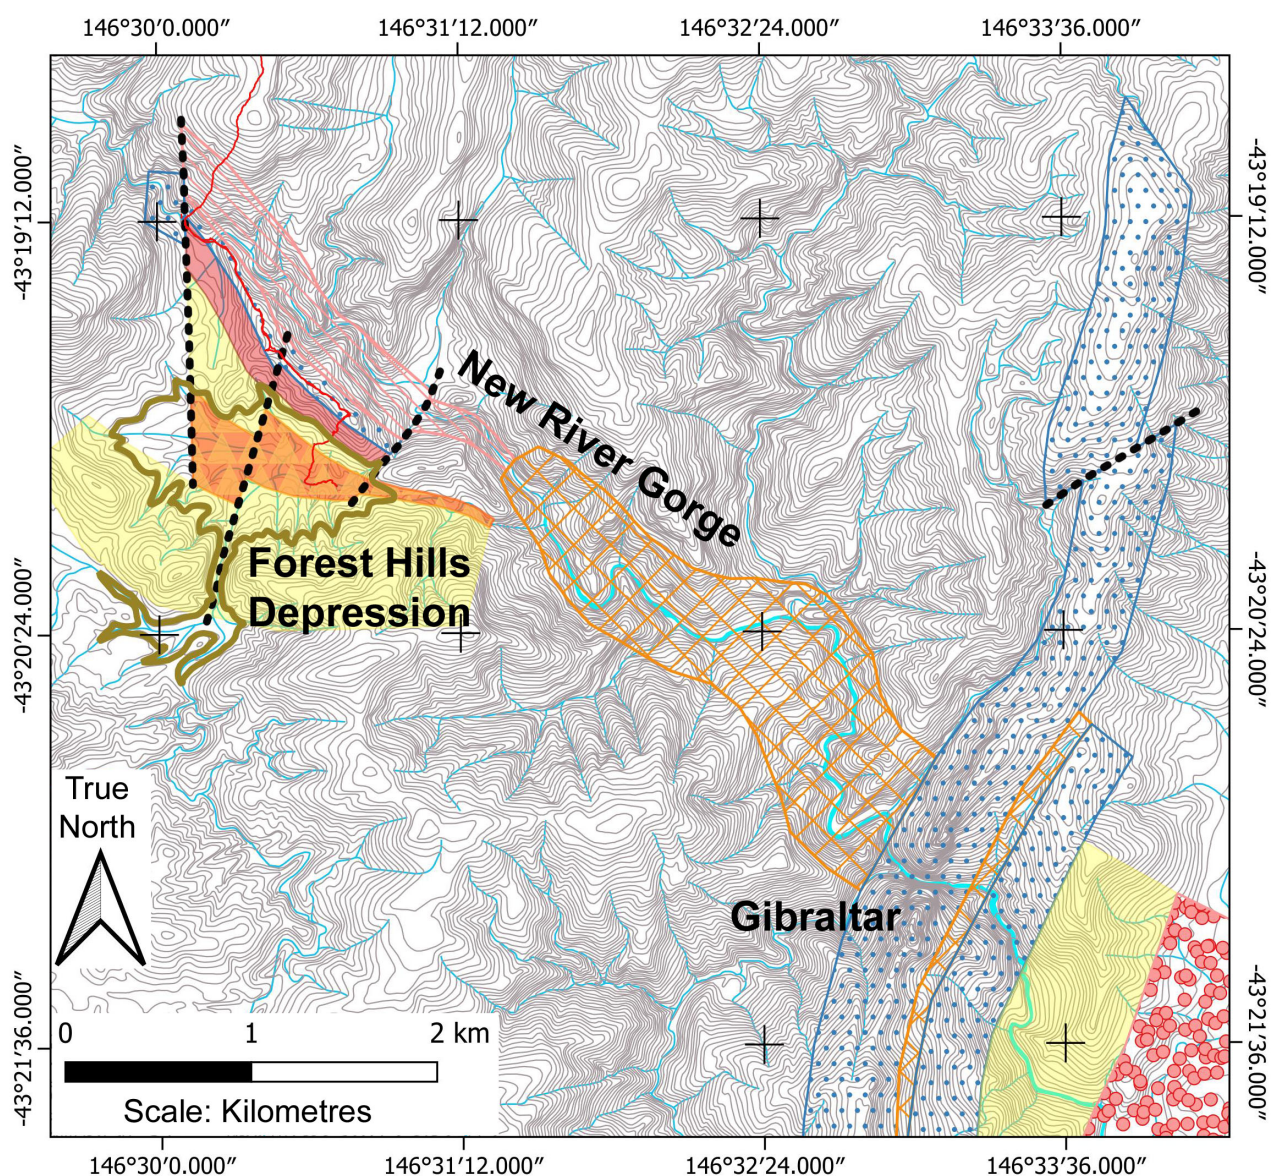 146°30′0.000″ 146°31′12.000″ 146°32′24.000″ 146°33′36.000″
-43°19′12.000″
-43°19′12.000″
New River Gorge
Forest Hills
Depression
-43°20′24.000″
-43°20′24.000″
True
North
Gibraltar
-43°21′36.000″
-43°21′36.000″
0 1 2 km
Scale: Kilometres
146°30′0.000″ 146°31′12.000″ 146°32′24.000″ 146°33′36.000″